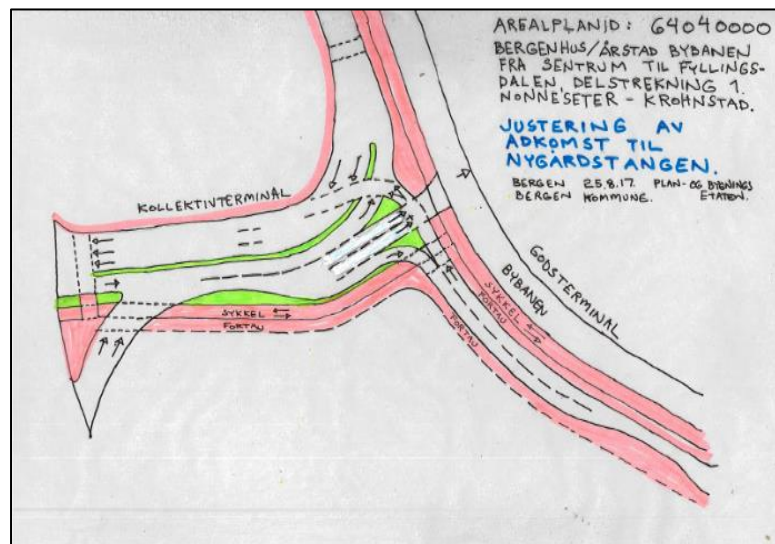 AREALPLANID: 64040000
BERGENHUS/ÅRSTAD BYBANEN
FRA SENTRUM TIL FYLLINGS-
DALEN, DELSTREKNING 1.
NONNESETER - KROHNSTAD.
JUSTERING AV
ADKOMST TIL
NYGÅRDSTANGEN.
BERGEN 25.8.17. PLAN- OG BYGNINGS
BERGEN KOMMUNE. ETATEN.
KOLLEKTIVTERMINAL
GODSTERMINAL
BYBANEN
SYKKEL
FORTAU
SYKKEL
FORTAU
FORTAU